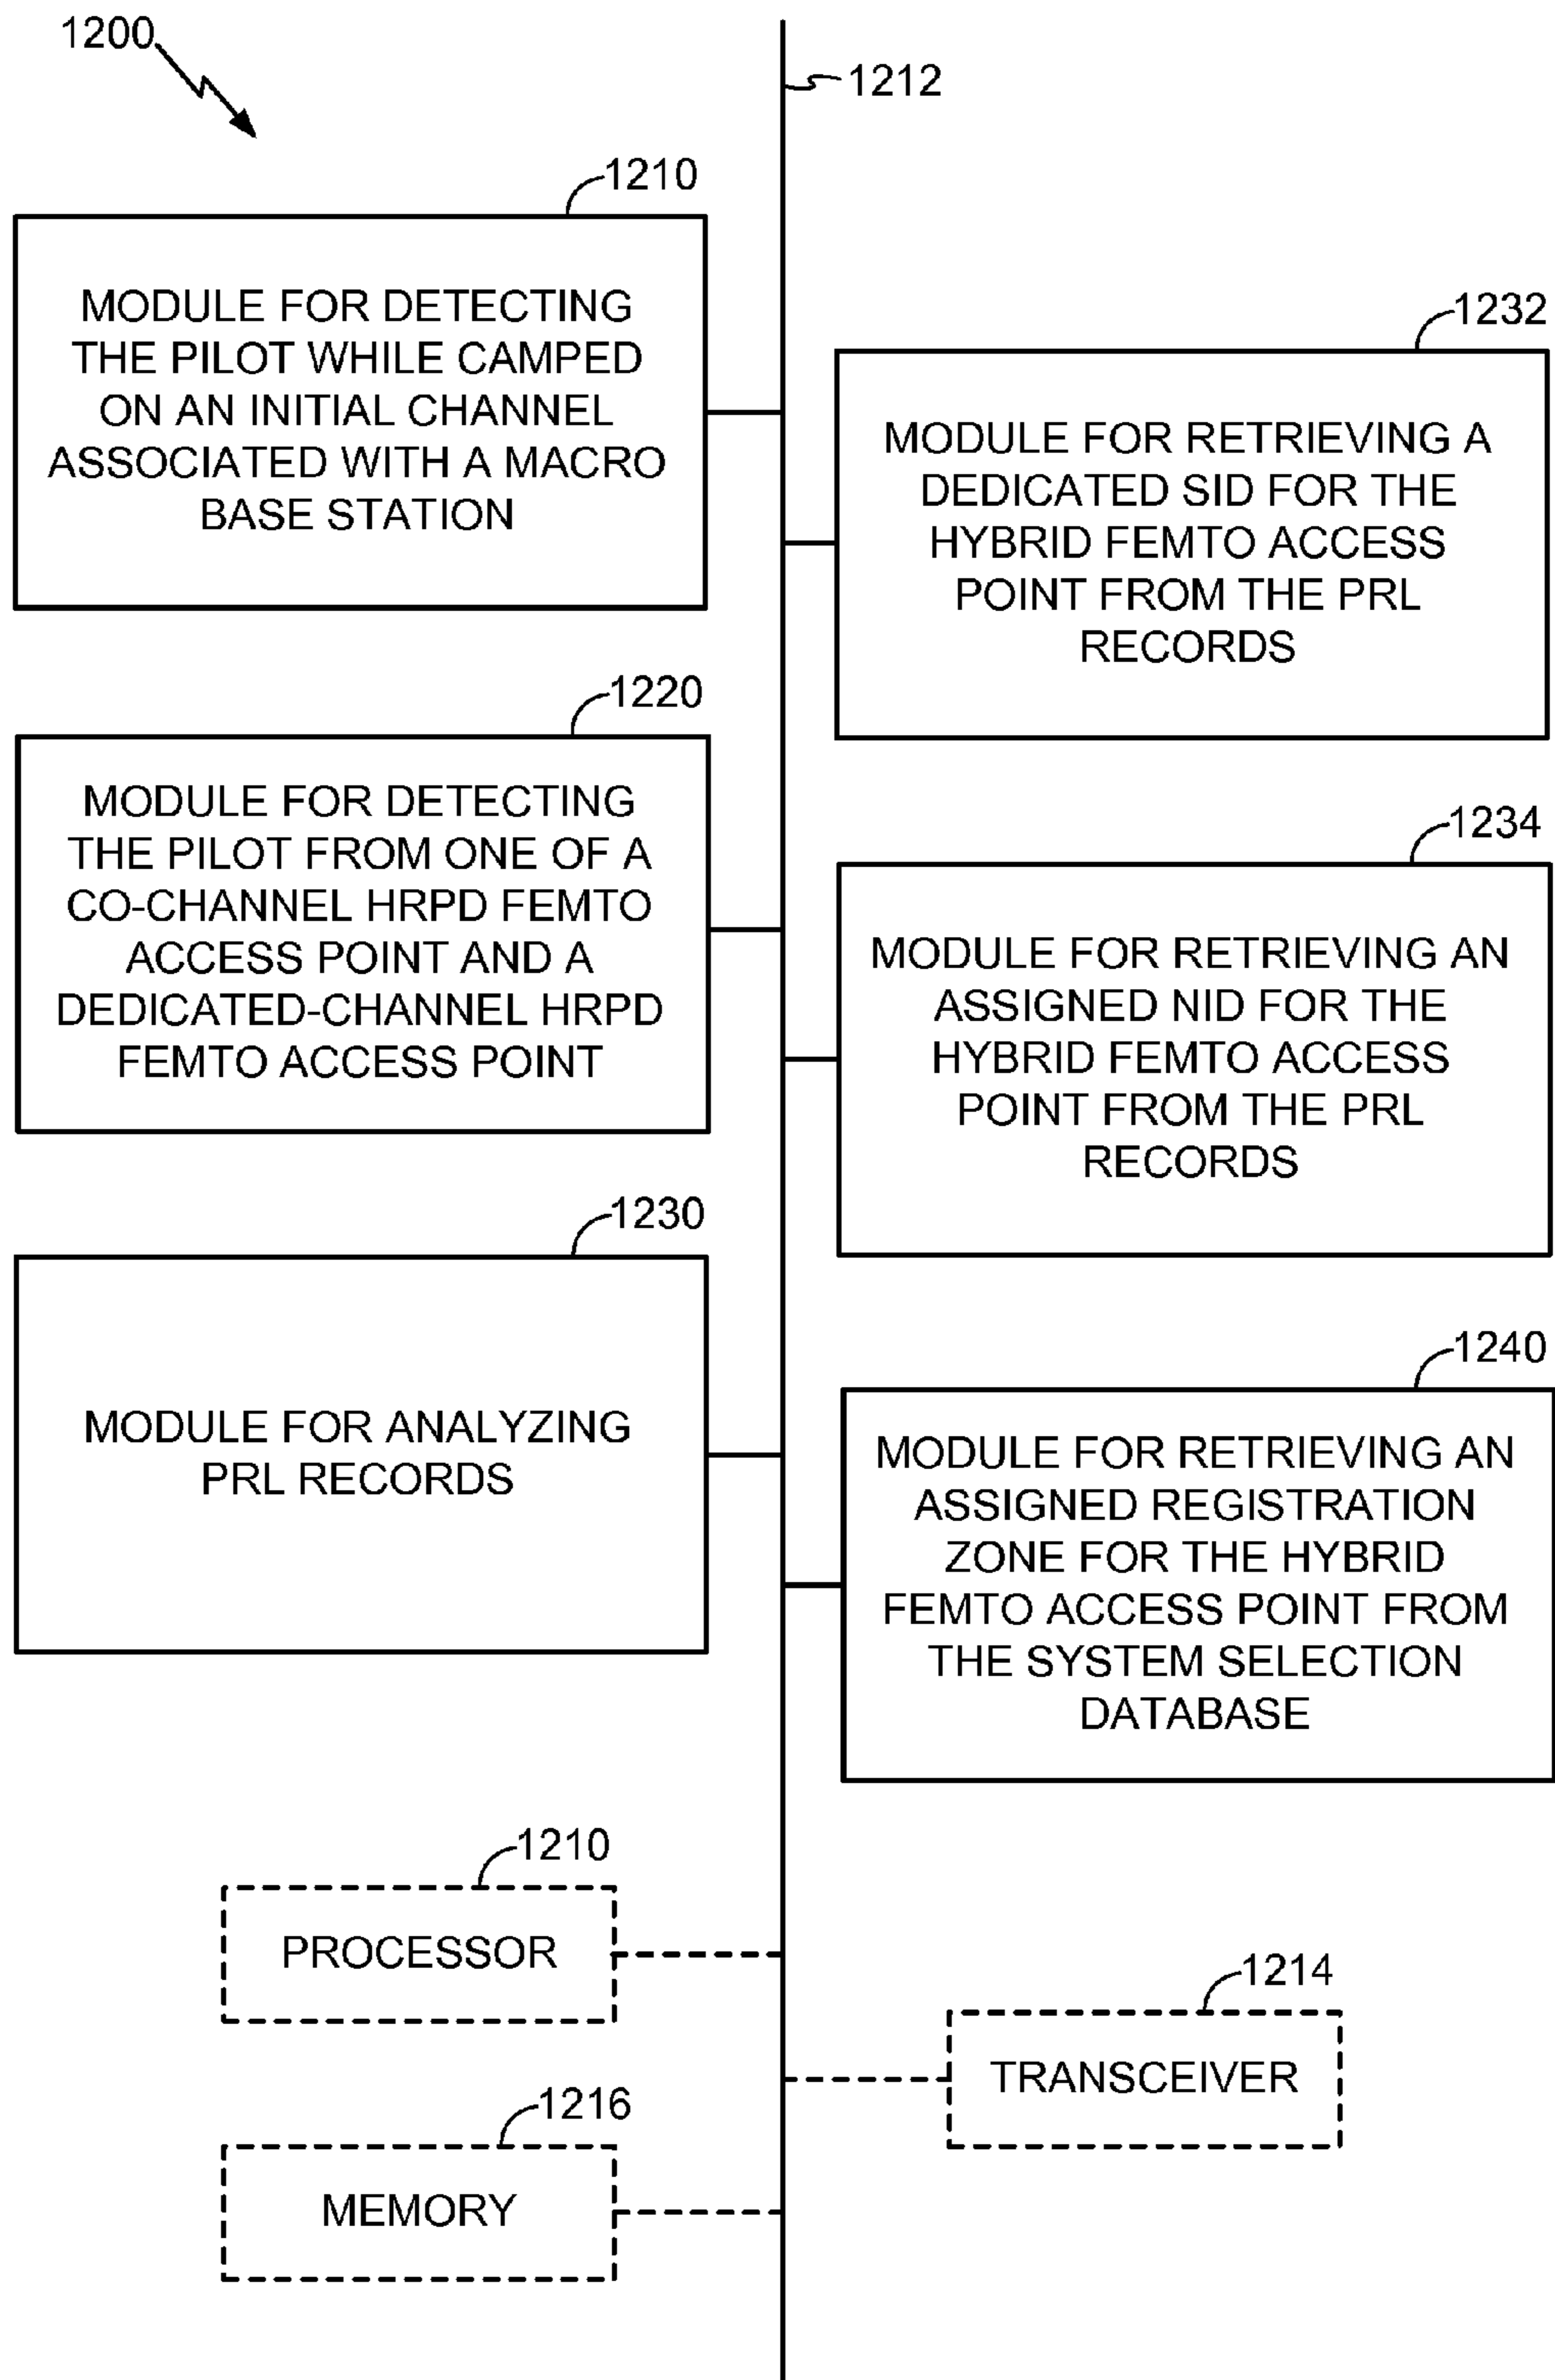 1200
1212
1210
MODULE FOR DETECTING
THE PILOT WHILE CAMPED
ON AN INITIAL CHANNEL
ASSOCIATED WITH A MACRO
BASE STATION
1232
MODULE FOR RETRIEVING A
DEDICATED SID FOR THE
HYBRID FEMTO ACCESS
POINT FROM THE PRL
RECORDS
1220
MODULE FOR DETECTING
THE PILOT FROM ONE OF A
CO-CHANNEL HRPD FEMTO
ACCESS POINT AND A
DEDICATED-CHANNEL HRPD
FEMTO ACCESS POINT
1234
MODULE FOR RETRIEVING AN
ASSIGNED NID FOR THE
HYBRID FEMTO ACCESS
POINT FROM THE PRL
RECORDS
1230
MODULE FOR ANALYZING
PRL RECORDS
1240
MODULE FOR RETRIEVING AN
ASSIGNED REGISTRATION
ZONE FOR THE HYBRID
FEMTO ACCESS POINT FROM
THE SYSTEM SELECTION
DATABASE
1210
PROCESSOR
1214
TRANSCEIVER
1216
MEMORY